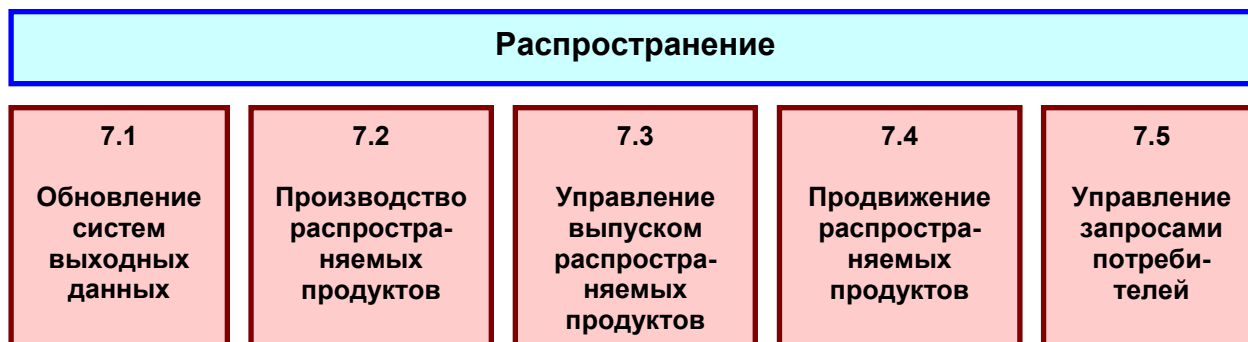 Распространение
7.1
Обновление
систем
выходных
данных
7.2
Производство
распростра-
няемых
продуктов
7.3
Управление
выпуском
распростра-
няемых
продуктов
7.4
Продвижение
распростра-
няемых
продуктов
7.5
Управление
запросами
потреби-
телей